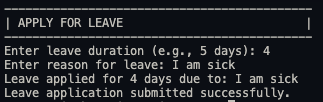 | APPLY FOR LEAVE |
Enter leave duration (e.g., 5 days): 4
Enter reason for leave: I am sick
Leave applied for 4 days due to: I am sick
Leave application submitted successfully.